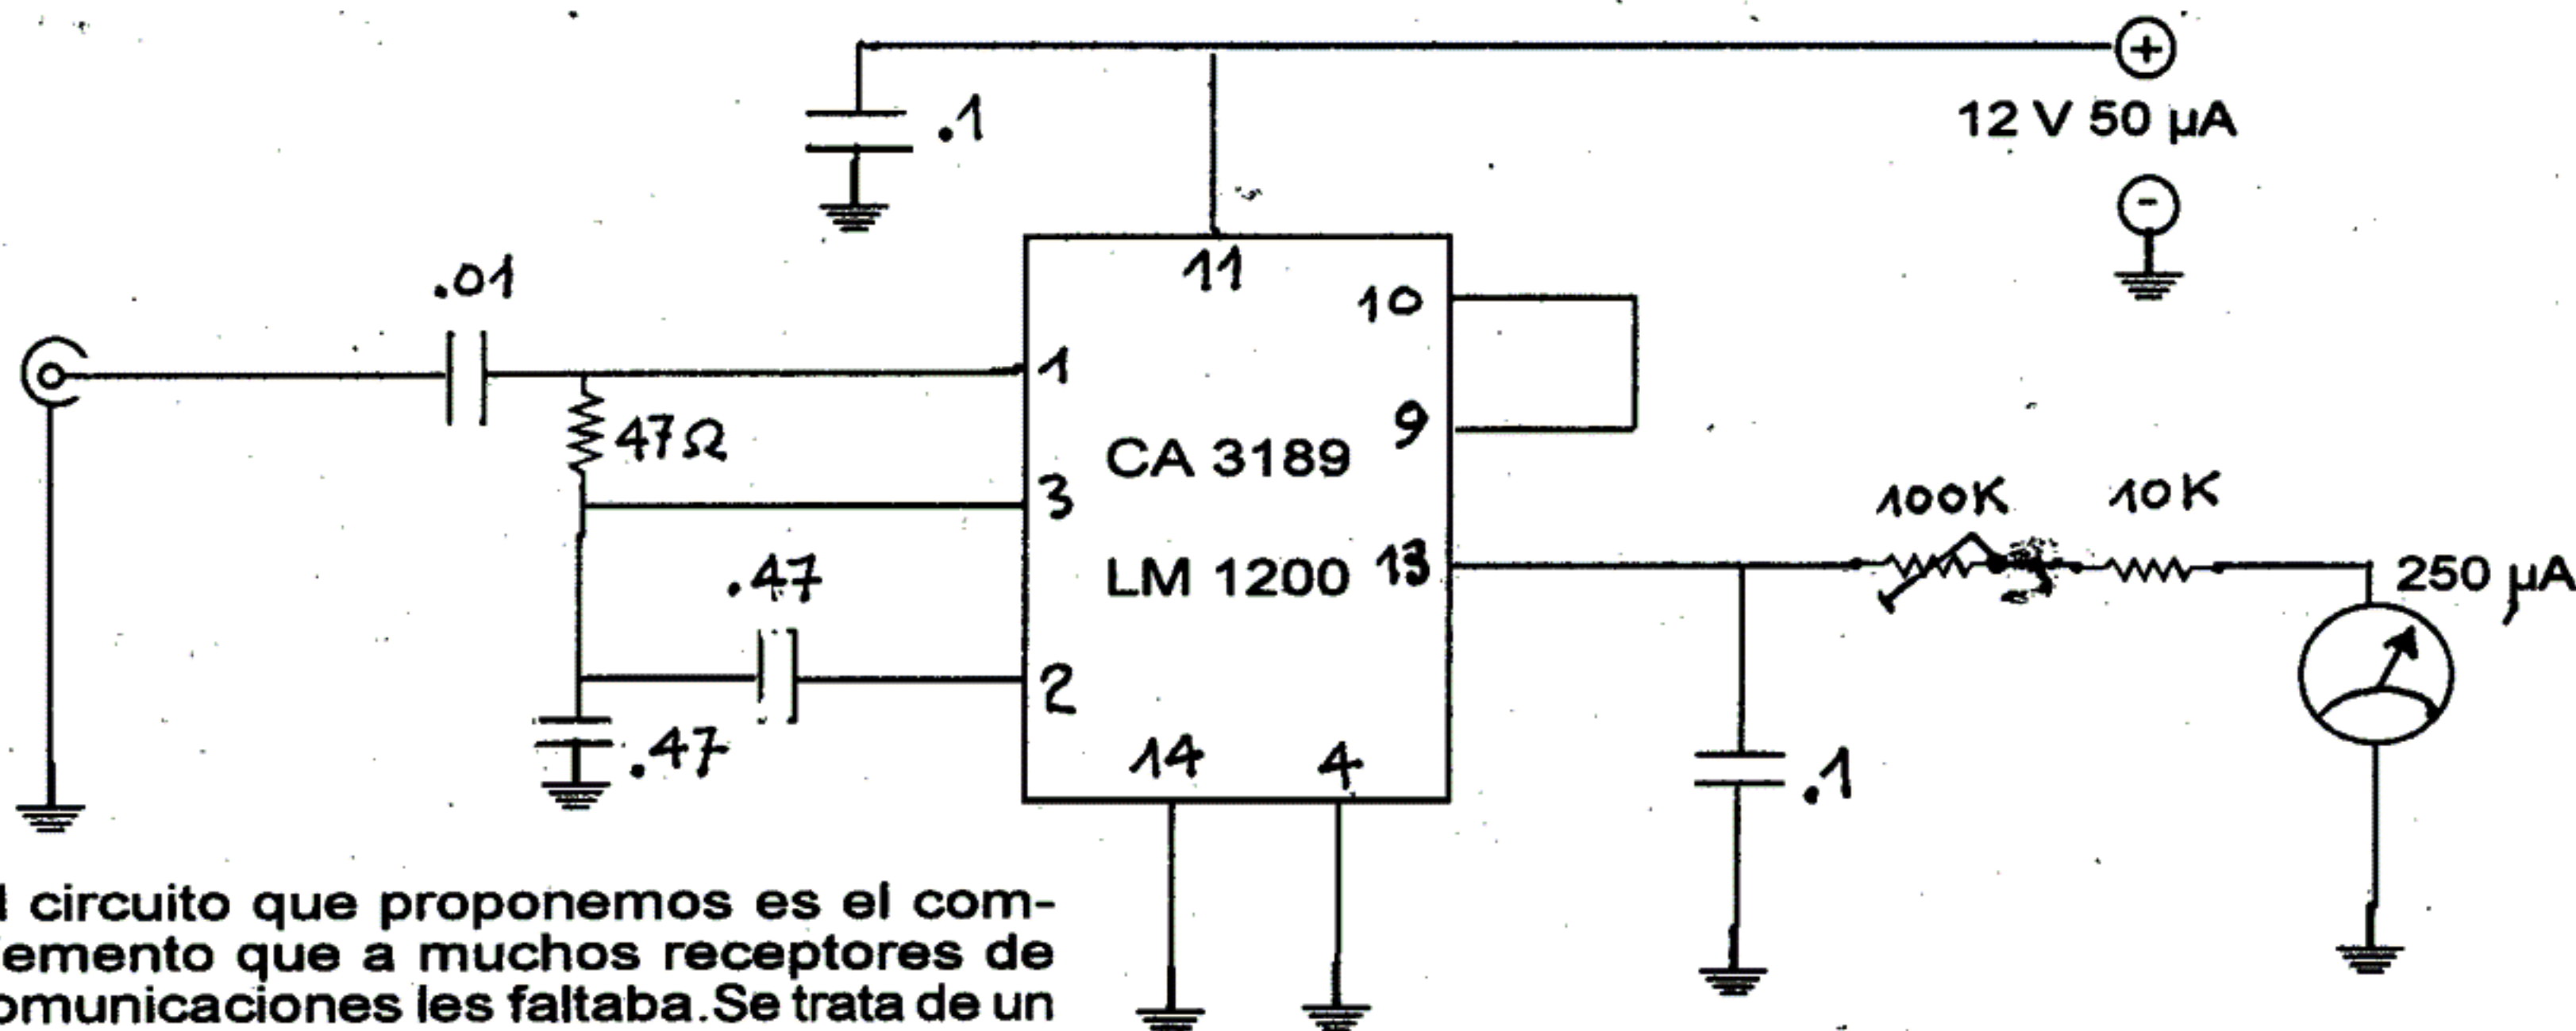 .1
12 V 50 µA
+
-
.01
11
10
1
9
47Ω
CA 3189
3
100K
10K
LM 1200
13
250 µA
.47
2
.47
14
4
.1
l circuito que proponemos es el com-
emento que a muchos receptores de
omunicaciones les faltaba.Se trata de un